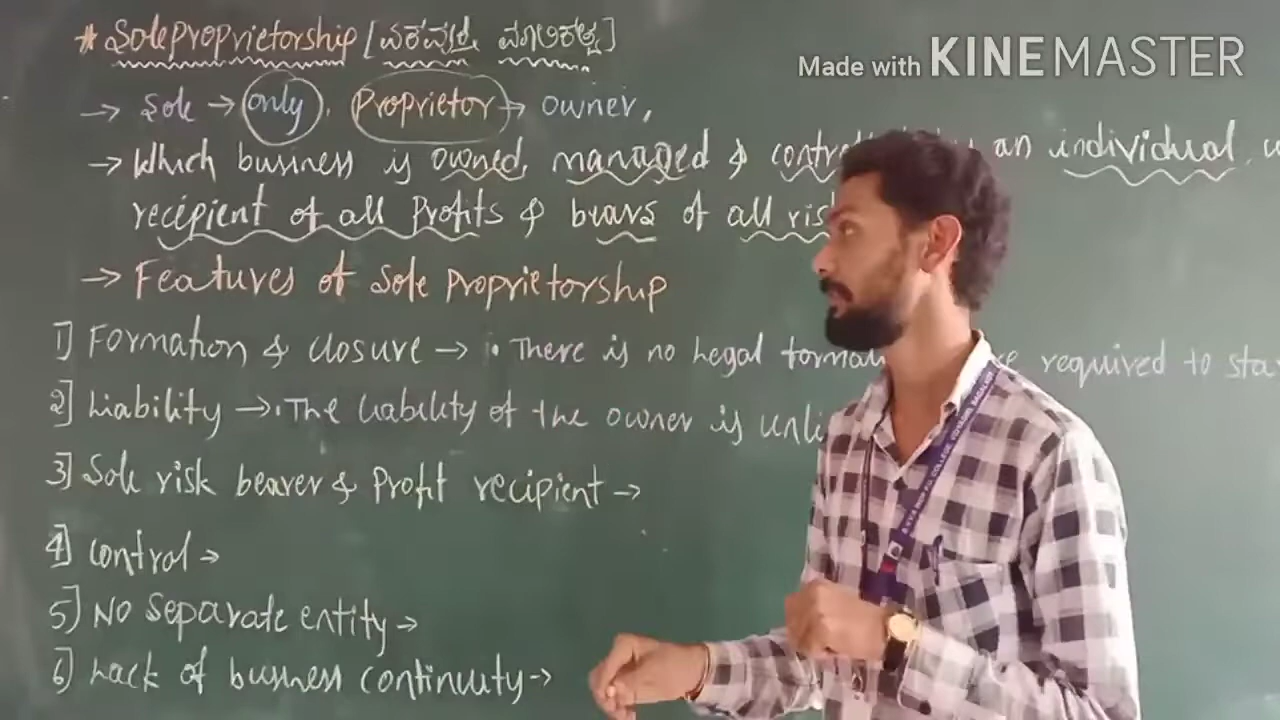 * Sole proprietorship [ಏಕವ್ಯಕ್ತಿ ಮಾಲಿಕತ್ವ]
Made with KINEMASTER
→ Sole → only, Proprietor → owner,
→ Which business is owned, managed & an individual
recipient of all Profits & of all
→ Features of Sole Proprietorship
1] Formation & closure → • There is no Legal required to
2] Liability → • The liability of the owner is
3] Sole risk bearer & Profit recipient →
4] control →
5] No separate entity →
6] Lack of business continuity →